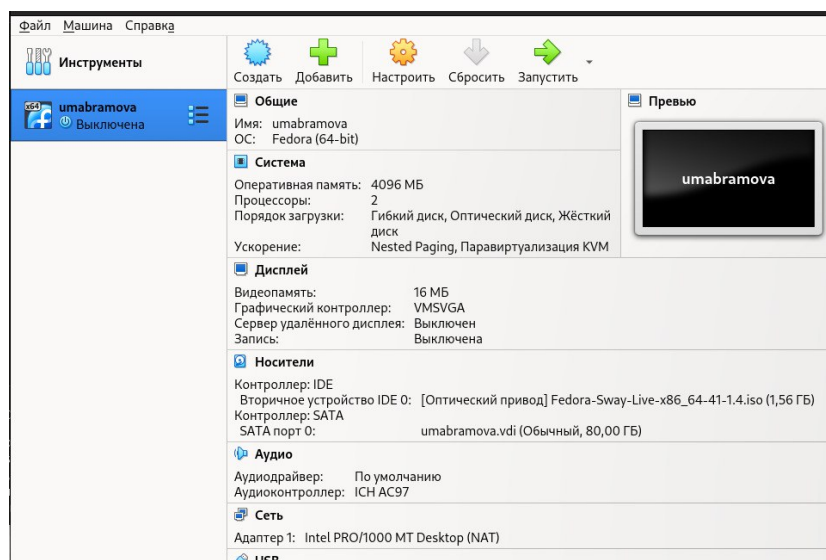 Файл Машина Справка
Инструменты
Создать Добавить Настроить Сбросить Запустить
x64
umabramova
Выключена
Общие
Имя: umabramova
ОС: Fedora (64-bit)
Превью
umabramova
Система
Оперативная память: 4096 МБ
Процессоры: 2
Порядок загрузки: Гибкий диск, Оптический диск, Жёсткий
диск
Ускорение: Nested Paging, Паравиртуализация KVM
Дисплей
Видеопамять: 16 МБ
Графический контроллер: VMSVGA
Сервер удалённого дисплея: Выключен
Запись: Выключена
Носители
Контроллер: IDE
Вторичное устройство IDE 0: [Оптический привод] Fedora-Sway-Live-x86_64-41-1.4.iso (1,56 ГБ)
Контроллер: SATA
SATA порт 0: umabramova.vdi (Обычный, 80,00 ГБ)
Аудио
Аудиодрайвер: По умолчанию
Аудиоконтроллер: ICH AC97
Сеть
Адаптер 1: Intel PRO/1000 MT Desktop (NAT)
USB